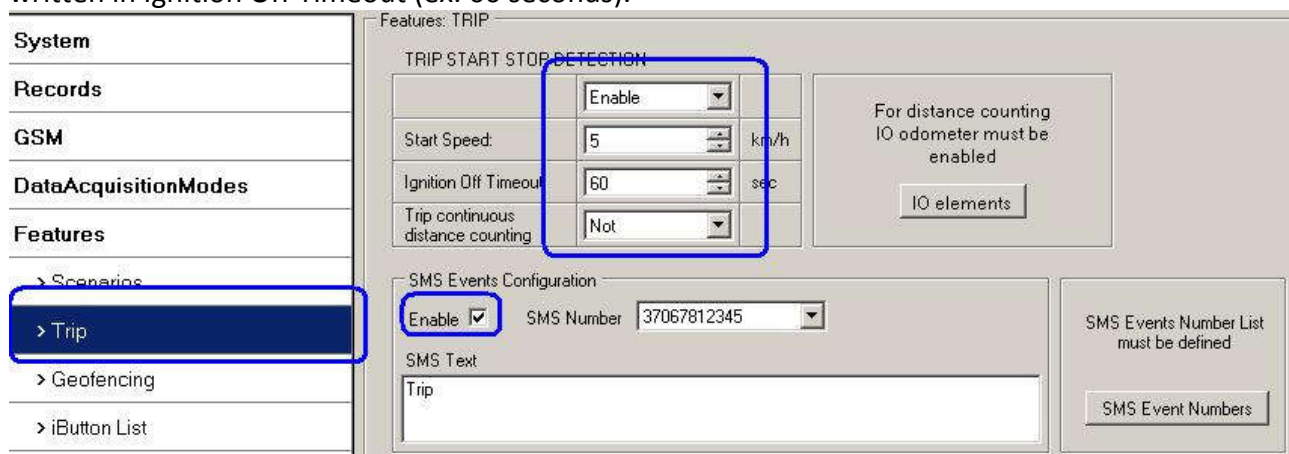 written in Ignition Off Timeout (ex. 60 seconds).
System
Records
GSM
DataAcquisitionModes
Features
> Scenarios
> Trip
> Geofencing
> iButton List
Features: TRIP
TRIP START STOP DETECTION
Enable
Start Speed: 5 km/h
Ignition Off Timeout 60 sec
Trip continuous
distance counting Not
For distance counting
IO odometer must be
enabled
IO elements
SMS Events Configuration
Enable SMS Number 37067812345
SMS Text
Trip
SMS Events Number List
must be defined
SMS Event Numbers